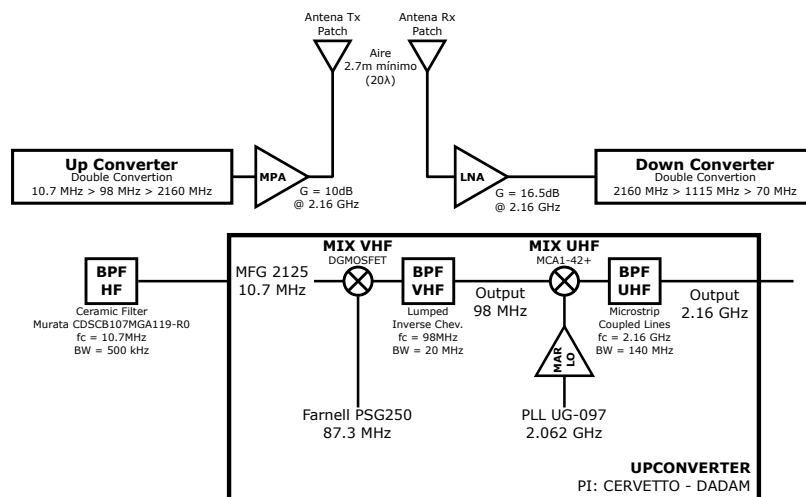 Antena Tx
Patch
Antena Rx
Patch
Aire
2.7m mínimo
(20λ)
Up Converter
Double Convertion
10.7 MHz > 98 MHz > 2160 MHz
MPA
G = 10dB
@ 2.16 GHz
LNA
G = 16.5dB
@ 2.16 GHz
Down Converter
Double Convertion
2160 MHz > 1115 MHz > 70 MHz
BPF
HF
Ceramic Filter
Murata CDSCB107MGA119-R0
fc = 10.7MHz
BW = 500 kHz
MFG 2125
10.7 MHz
MIX VHF
DGMOSFET
BPF
VHF
Lumped
Inverse Chev.
fc = 98MHz
BW = 20 MHz
Output
98 MHz
MIX UHF
MCA1-42+
BPF
UHF
Microstrip
Coupled Lines
fc = 2.16 GHz
BW = 140 MHz
Output
2.16 GHz
MAR
LO
Farnell PSG250
87.3 MHz
PLL UG-097
2.062 GHz
UPCONVERTER
PI: CERVETTO - DADAM